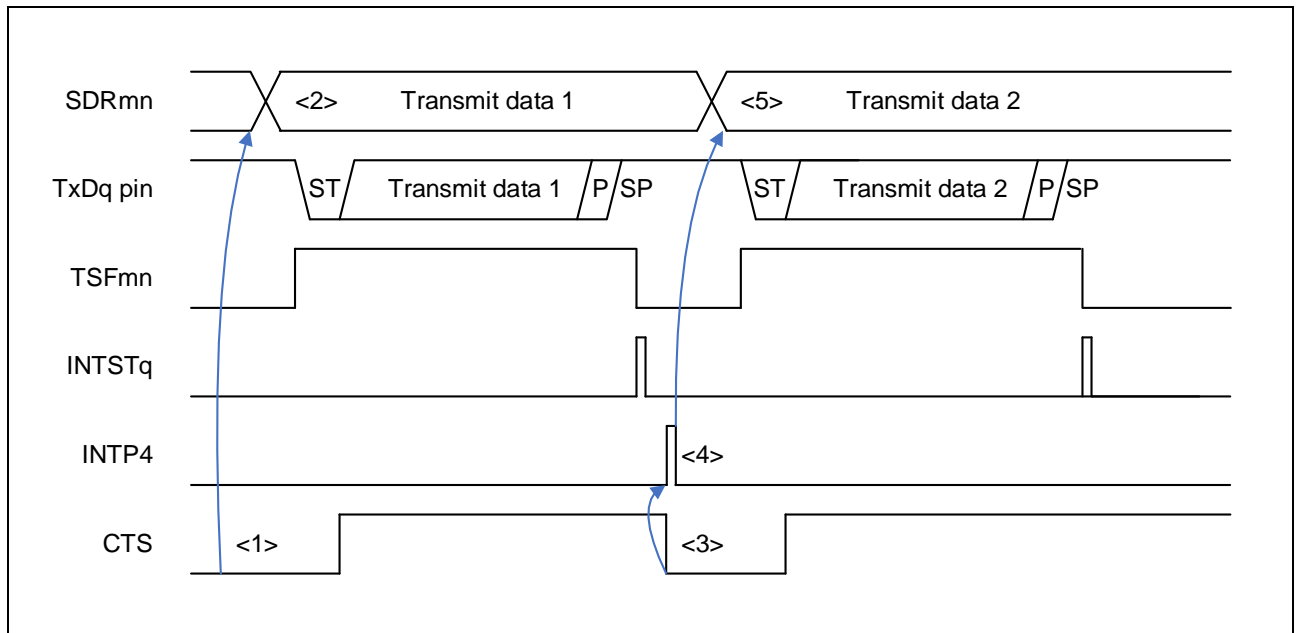 SDRmn <2> Transmit data 1 <5> Transmit data 2
TxDq pin ST Transmit data 1 P SP ST Transmit data 2 P SP
TSFmn
INTSTq
INTP4 <4>
CTS <1> <3>